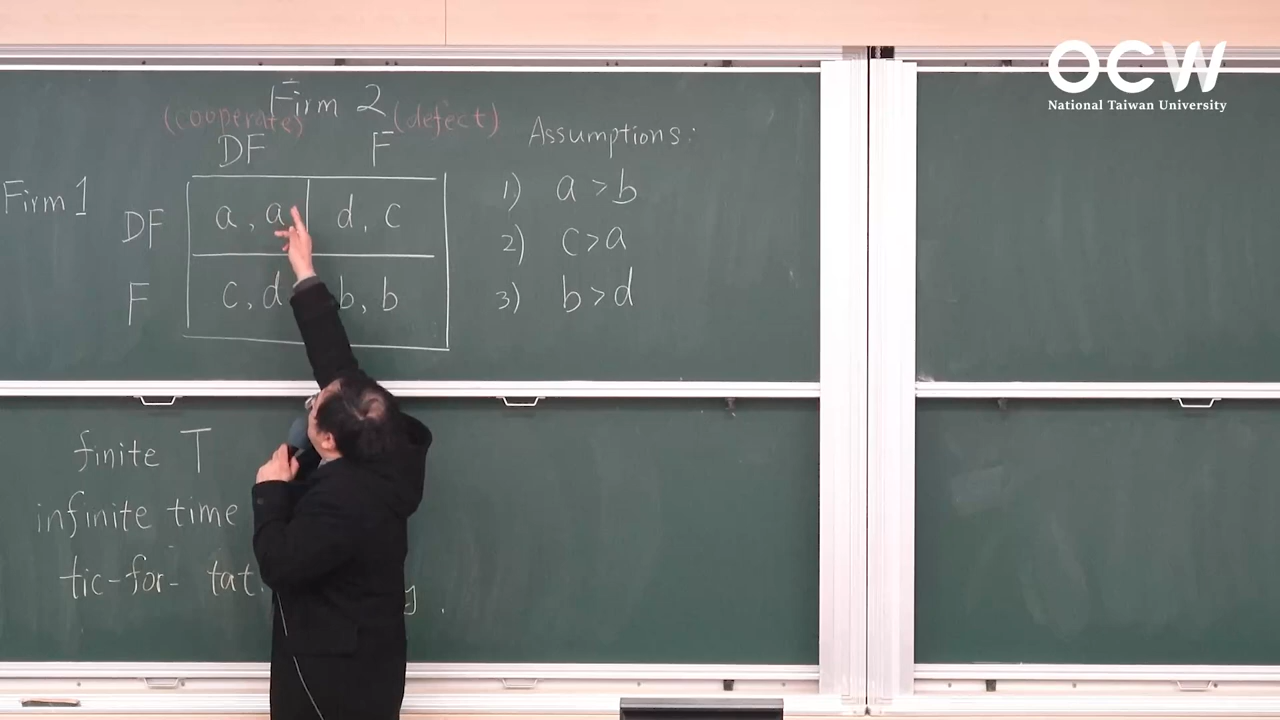 OCW
National Taiwan University
Firm 2
(cooperate) (defect)
DF F
Firm 1
DF a, a d, c
F c, d b, b
Assumptions:
1) a > b
2) c > a
3) b > d
finite T
infinite time
tic-for- tat